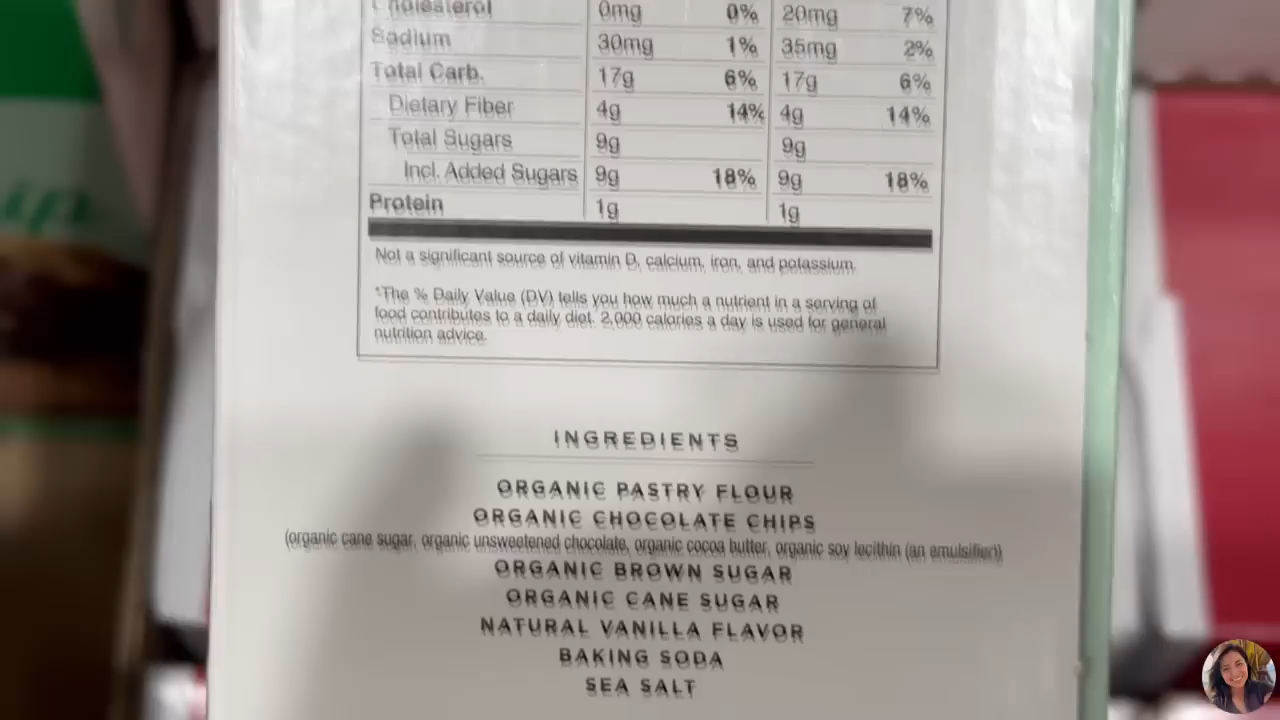 Cholesterol 0mg 0% 20mg 7%
Sodium 30mg 1% 35mg 2%
Total Carb. 17g 6% 17g 6%
Dietary Fiber 4g 14% 4g 14%
Total Sugars 9g 9g
Incl. Added Sugars 9g 18% 9g 18%
Protein 1g 1g
Not a significant source of vitamin D, calcium, iron, and potassium.
*The % Daily Value (DV) tells you how much a nutrient in a serving of
food contributes to a daily diet. 2,000 calories a day is used for general
nutrition advice.
INGREDIENTS
ORGANIC PASTRY FLOUR
ORGANIC CHOCOLATE CHIPS
(organic cane sugar, organic unsweetened chocolate, organic cocoa butter, organic soy lecithin (an emulsifier))
ORGANIC BROWN SUGAR
ORGANIC CANE SUGAR
NATURAL VANILLA FLAVOR
BAKING SODA
SEA SALT